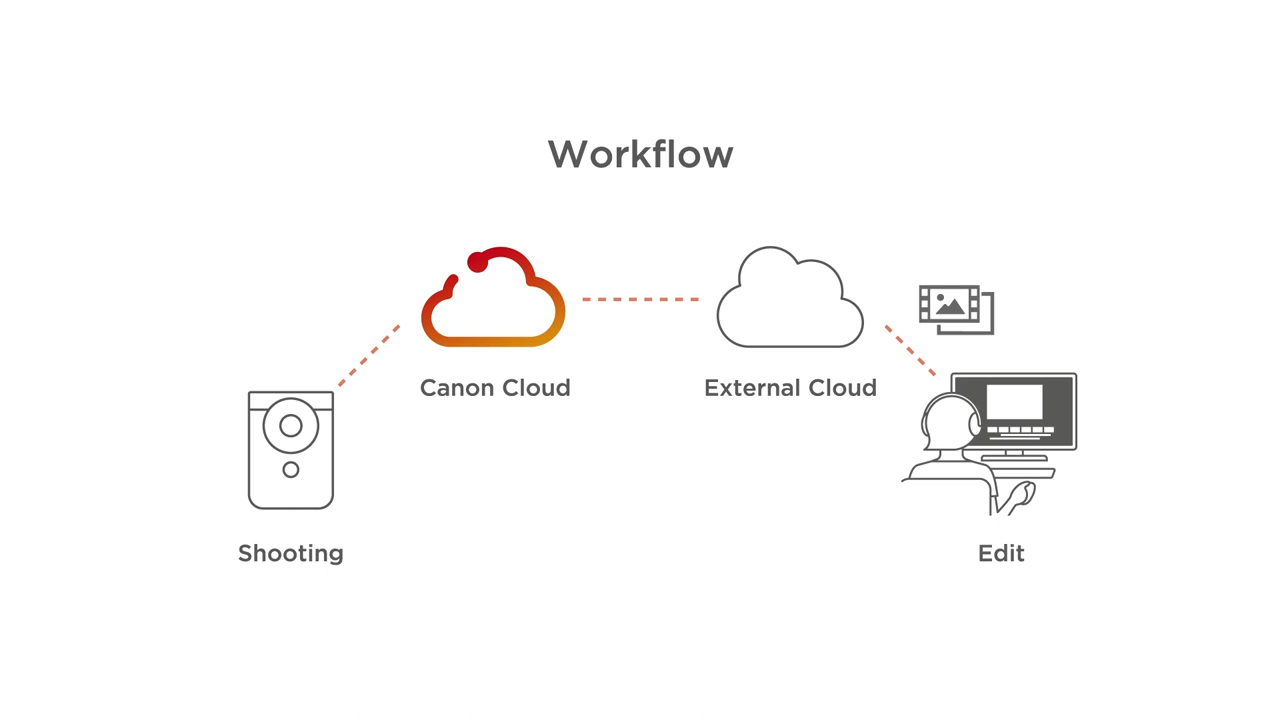 Workflow
Canon Cloud
External Cloud
Shooting
Edit